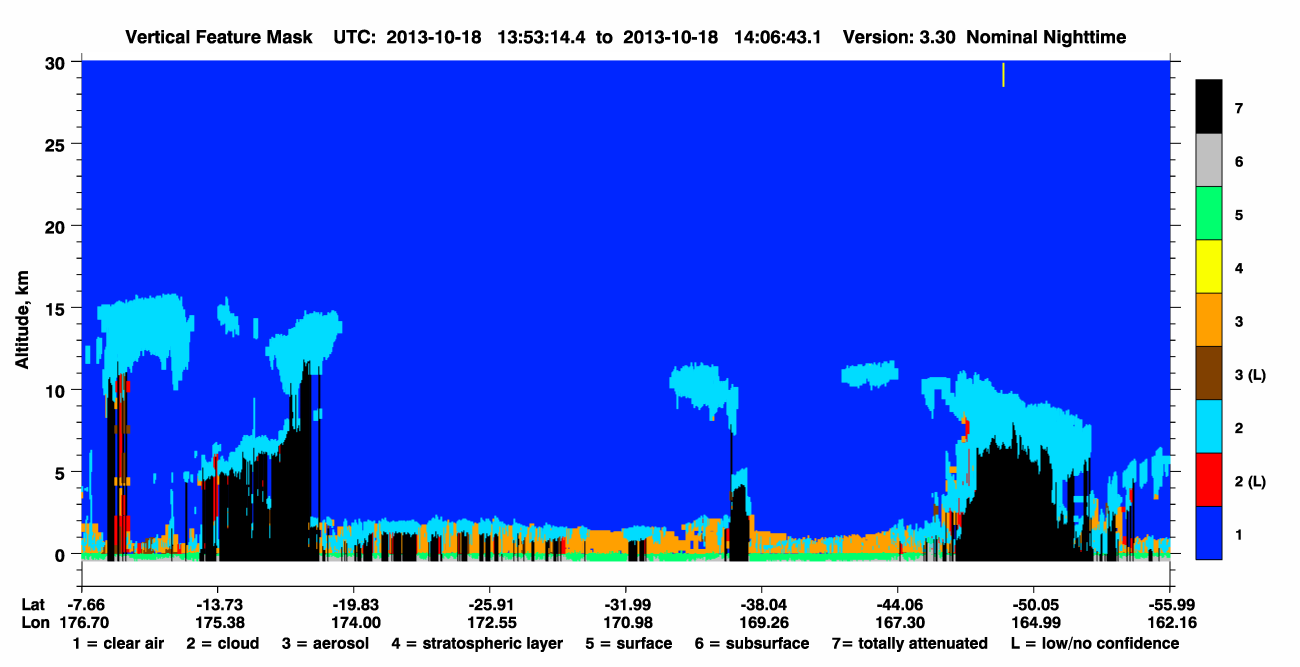 Vertical Feature Mask UTC: 2013-10-18 13:53:14.4 to 2013-10-18 14:06:43.1 Version: 3.30 Nominal Nighttime
30
25
20
15
10
5
0
Altitude, km
7
6
5
4
3
3 (L)
2
2 (L)
1
Lat -7.66 -13.73 -19.83 -25.91 -31.99 -38.04 -44.06 -50.05 -55.99
Lon 176.70 175.38 174.00 172.55 170.98 169.26 167.30 164.99 162.16
1 = clear air 2 = cloud 3 = aerosol 4 = stratospheric layer 5 = surface 6 = subsurface 7= totally attenuated L = low/no confidence